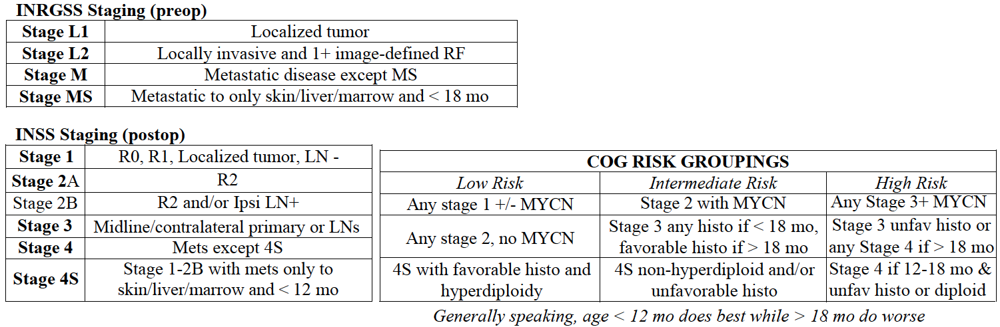 INRGSS Staging (preop)
Stage L1 Localized tumor
Stage L2 Locally invasive and 1+ image-defined RF
Stage M Metastatic disease except MS
Stage MS Metastatic to only skin/liver/marrow and < 18 mo
INSS Staging (postop)
Stage 1 R0, R1, Localized tumor, LN -
Stage 2A R2
Stage 2B R2 and/or Ipsi LN+
Stage 3 Midline/contralateral primary or LNs
Stage 4 Mets except 4S
Stage 4S Stage 1-2B with mets only to
skin/liver/marrow and < 12 mo
COG RISK GROUPINGS
Low Risk Intermediate Risk High Risk
Any stage 1 +/- MYCN Stage 2 with MYCN Any Stage 3+ MYCN
Any stage 2, no MYCN Stage 3 any histo if < 18 mo,
favorable histo if > 18 mo Stage 3 unfav histo or
any Stage 4 if > 18 mo
4S with favorable histo and
hyperdiploidy 4S non-hyperdiploid and/or
unfavorable histo Stage 4 if 12-18 mo &
unfav histo or diploid
Generally speaking, age < 12 mo does best while > 18 mo do worse